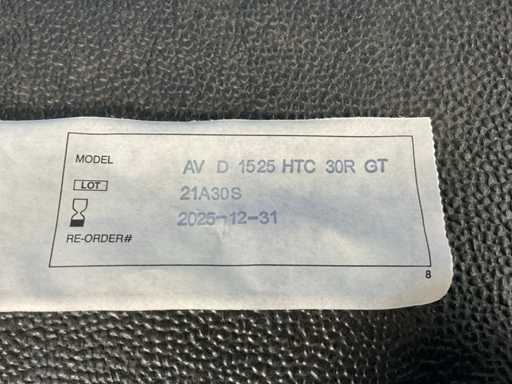 MODEL AV D 1525 HTC 30R GT
LOT 21A30S
2025-12-31
RE-ORDER#
8